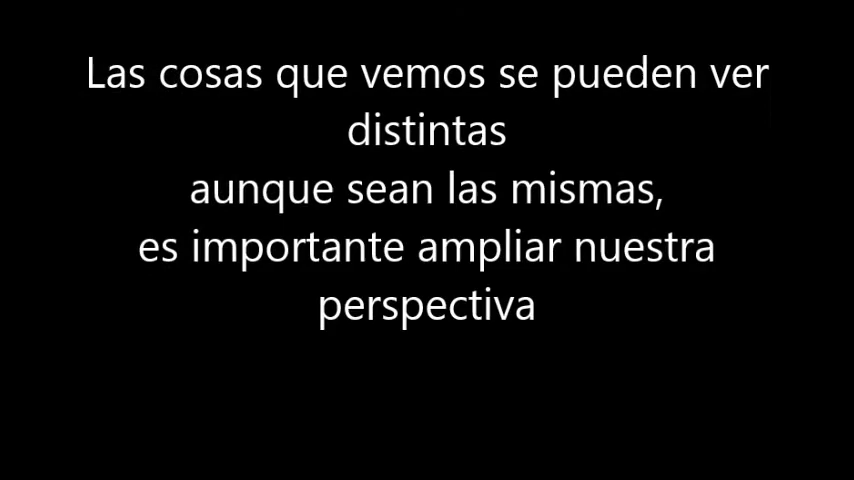 Las cosas que vemos se pueden ver
distintas
aunque sean las mismas,
es importante ampliar nuestra
perspectiva